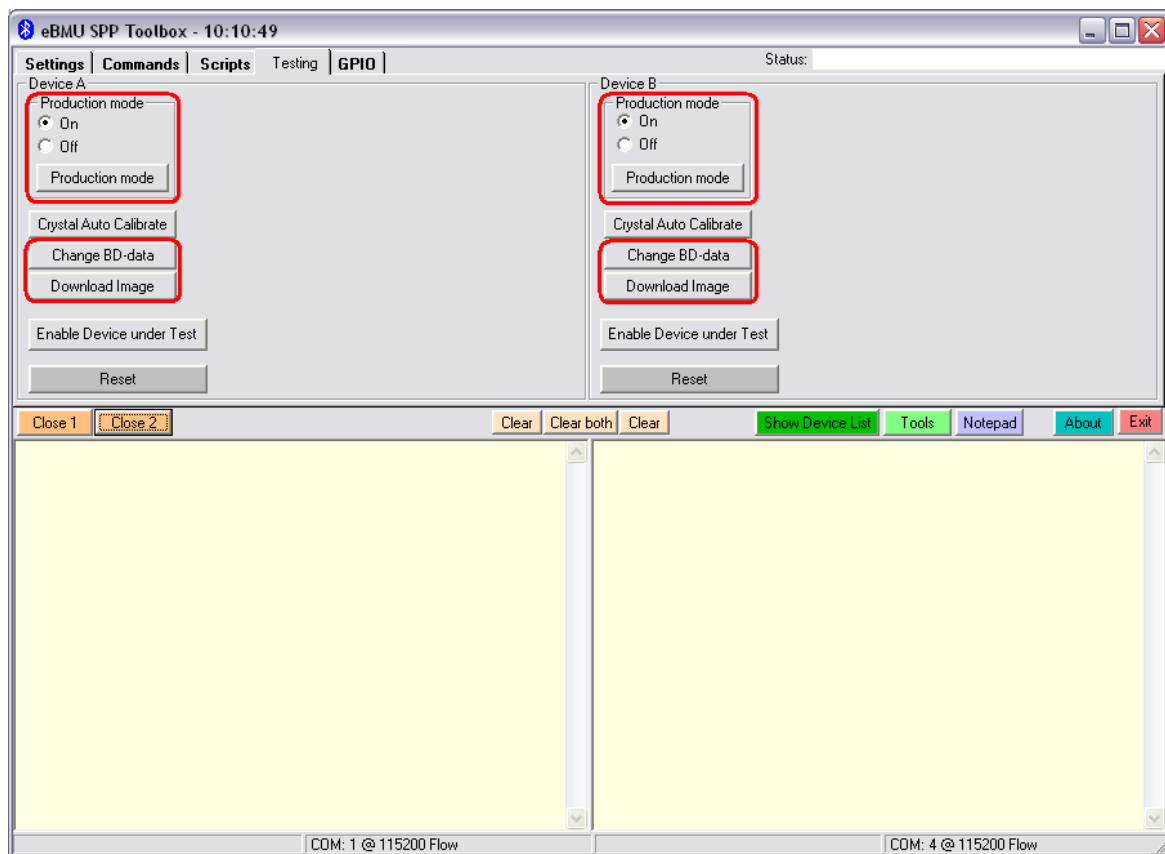 eBMU SPP Toolbox - 10:10:49
Settings Commands Scripts Testing GPIO Status:
Device A Device B
Production mode Production mode
On On
Off Off
Production mode Production mode
Crystal Auto Calibrate Crystal Auto Calibrate
Change BD-data Change BD-data
Download Image Download Image
Enable Device under Test Enable Device under Test
Reset Reset
Close 1 Close 2 Clear Clear both Clear Show Device List Tools Notepad About Exit
COM: 1 @ 115200 Flow COM: 4 @ 115200 Flow